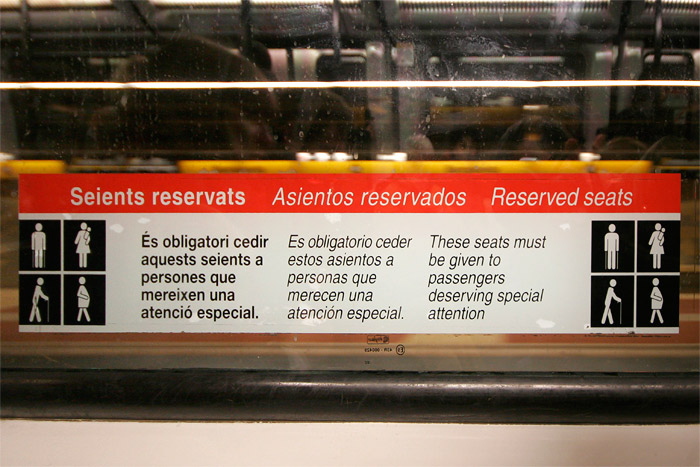 Seients reservats
Asientos reservados
Reserved seats
És obligatori cedir
aquests seients a
persones que
mereixen una
atenció especial.
Es obligatorio ceder
estos asientos a
personas que
merecen una
atención especial.
These seats must
be given to
passengers
deserving special
attention